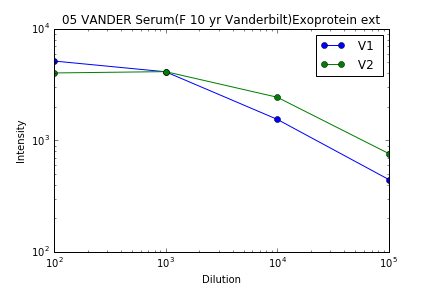 05 VANDER Serum(F 10 yr Vanderbilt)Exoprotein ext
10^4
V1
V2
10^3
Intensity
10^2
10^2 10^3 10^4 10^5
Dilution